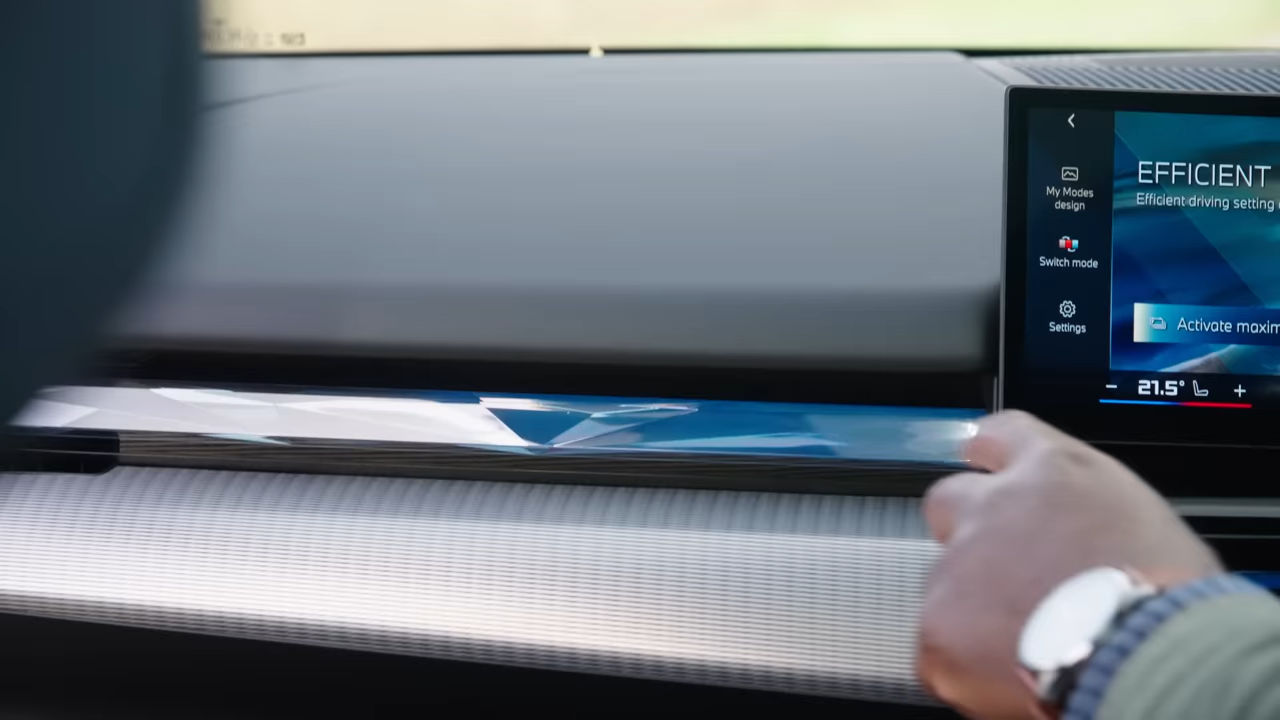 EFFICIENT
Efficient driving setting
My Modes
design
Switch mode
Activate maxim
Settings
− 21.5° +